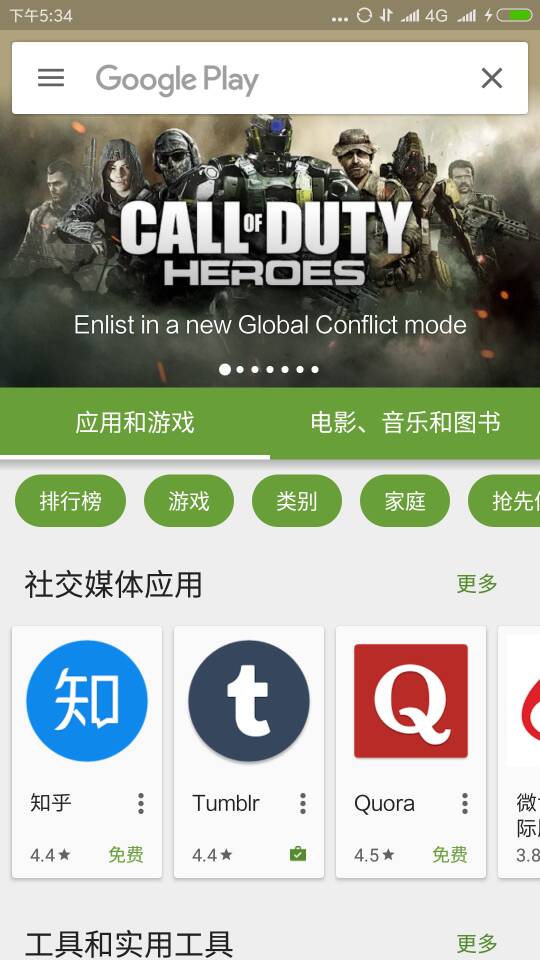 下午5:34
4G
Google Play
CALL OF DUTY
HEROES
Enlist in a new Global Conflict mode
应用和游戏
电影、音乐和图书
排行榜
游戏
类别
家庭
抢先
社交媒体应用
更多
知
t
Q
知乎
Tumblr
Quora
微
际
4.4★
免费
4.4★
4.5★
免费
3.8
工具和实用工具
更多